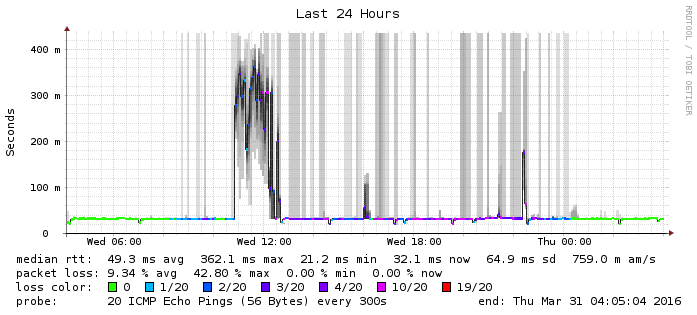 Last 24 Hours
RRDTOOL / TOBI OETIKER
Seconds
400 m
300 m
200 m
100 m
0
Wed 06:00 Wed 12:00 Wed 18:00 Thu 00:00
median rtt: 49.3 ms avg 362.1 ms max 21.2 ms min 32.1 ms now 64.9 ms sd 759.0 m am/s
packet loss: 9.34 % avg 42.80 % max 0.00 % min 0.00 % now
loss color: 0 1/20 2/20 3/20 4/20 10/20 19/20
probe: 20 ICMP Echo Pings (56 Bytes) every 300s end: Thu Mar 31 04:05:04 2016